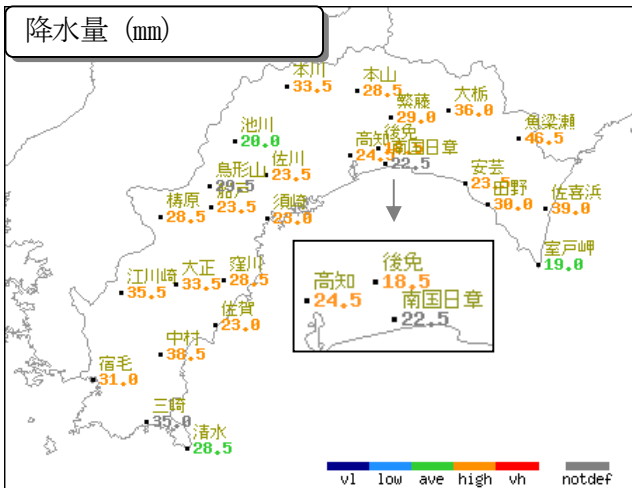 降水量 (mm)
本川
33.5
本山
28.5
繁藤
29.0
大栃
36.0
魚梁瀬
46.5
池川
20.0
高知
24.5
後免
南国日章
22.5
鳥形山
29.5
佐川
23.5
船戸
23.5
安芸
23.5
田野
30.0
佐喜浜
39.0
梼原
28.5
須崎
室戸岬
19.0
江川崎
35.5
大正
33.5
窪川
28.5
高知
24.5
後免
18.5
南国日章
22.5
佐賀
23.0
中村
38.5
宿毛
31.0
三崎
35.0
清水
28.5
vl low ave high vh notdef